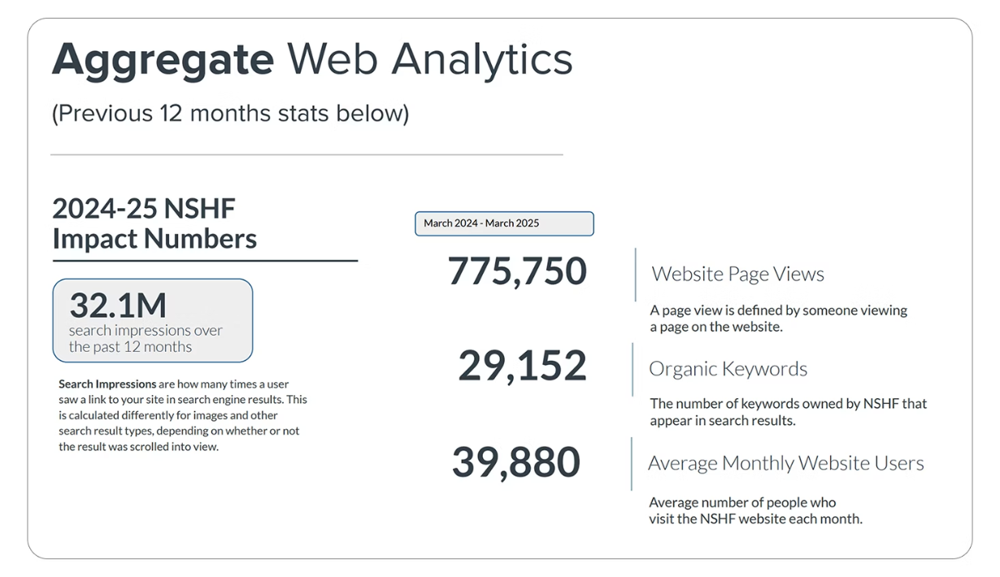 Aggregate Web Analytics
(Previous 12 months stats below)
2024-25 NSHF
Impact Numbers
32.1M
search impressions over
the past 12 months
Search Impressions are how many times a user
saw a link to your site in search engine results. This
is calculated differently for images and other
search result types, depending on whether or not
the result was scrolled into view.
March 2024 - March 2025
775,750
Website Page Views
A page view is defined by someone viewing
a page on the website.
29,152
Organic Keywords
The number of keywords owned by NSHF that
appear in search results.
39,880
Average Monthly Website Users
Average number of people who
visit the NSHF website each month.